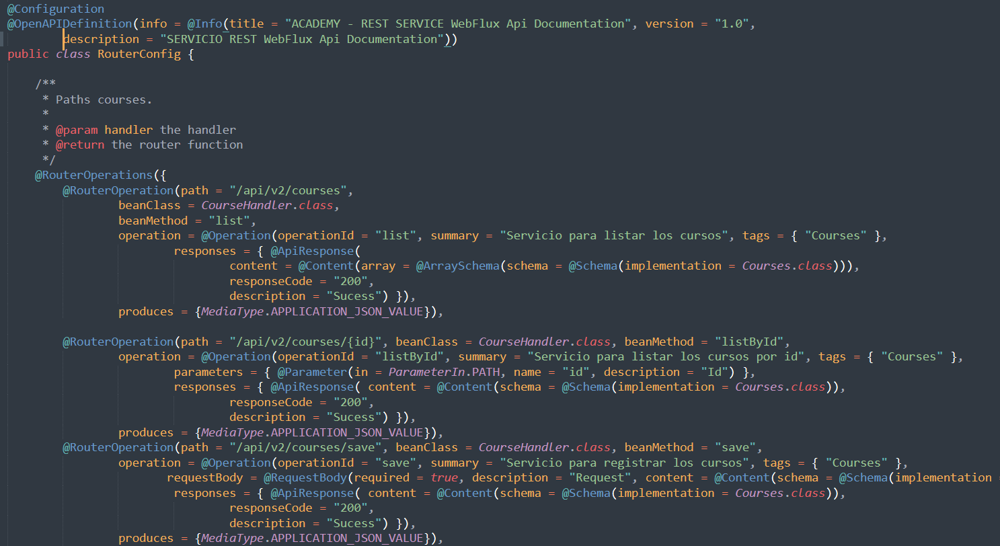 @Configuration
@OpenAPIDefinition(info = @Info(title = "ACADEMY - REST SERVICE WebFlux Api Documentation", version = "1.0",
description = "SERVICIO REST WebFlux Api Documentation"))
public class RouterConfig {
/**
* Paths courses.
*
* @param handler the handler
* @return the router function
*/
@RouterOperations({
@RouterOperation(path = "/api/v2/courses",
beanClass = CourseHandler.class,
beanMethod = "list",
operation = @Operation(operationId = "list", summary = "Servicio para listar los cursos", tags = { "Courses" },
responses = { @ApiResponse(
content = @Content(array = @ArraySchema(schema = @Schema(implementation = Courses.class))),
responseCode = "200",
description = "Sucess") }),
produces = {MediaType.APPLICATION_JSON_VALUE}),
@RouterOperation(path = "/api/v2/courses/{id}", beanClass = CourseHandler.class, beanMethod = "listById",
operation = @Operation(operationId = "listById", summary = "Servicio para listar los cursos por id", tags = { "Courses" },
parameters = { @Parameter(in = ParameterIn.PATH, name = "id", description = "Id") },
responses = { @ApiResponse( content = @Content(schema = @Schema(implementation = Courses.class)),
responseCode = "200",
description = "Sucess") }),
produces = {MediaType.APPLICATION_JSON_VALUE}),
@RouterOperation(path = "/api/v2/courses/save", beanClass = CourseHandler.class, beanMethod = "save",
operation = @Operation(operationId = "save", summary = "Servicio para registrar los cursos", tags = { "Courses" },
requestBody = @RequestBody(required = true, description = "Request", content = @Content(schema = @Schema(implementation =
responses = { @ApiResponse( content = @Content(schema = @Schema(implementation = Courses.class)),
responseCode = "200",
description = "Sucess") }),
produces = {MediaType.APPLICATION_JSON_VALUE}),